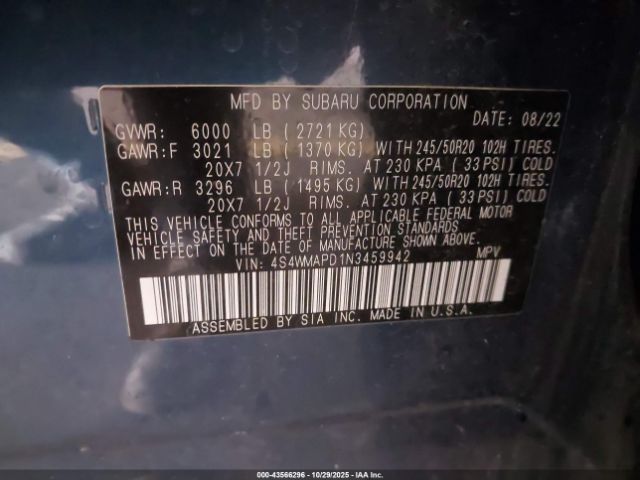 MFD BY SUBARU CORPORATION
DATE: 08/22
GVWR: 6000 LB (2721 KG)
GAWR:F 3021 LB (1370 KG) WITH 245/50R20 102H TIRES.
20X7 1/2J RIMS. AT 230 KPA (33 PSI) COLD
GAWR:R 3296 LB (1495 KG) WITH 245/50R20 102H TIRES.
20X7 1/2J RIMS. AT 230 KPA (33 PSI) COLD
THIS VEHICLE CONFORMS TO ALL APPLICABLE FEDERAL MOTOR
VEHICLE SAFETY AND THEFT PREVENTION STANDARDS
IN EFFECT ON THE DATE OF MANUFACTURE SHOWN ABOVE.
VIN: 4S4WMAPD1N3459942 MPV
ASSEMBLED BY SIA INC. MADE IN U.S.A.
000-43566296 - 10/29/2025 - IAA Inc.